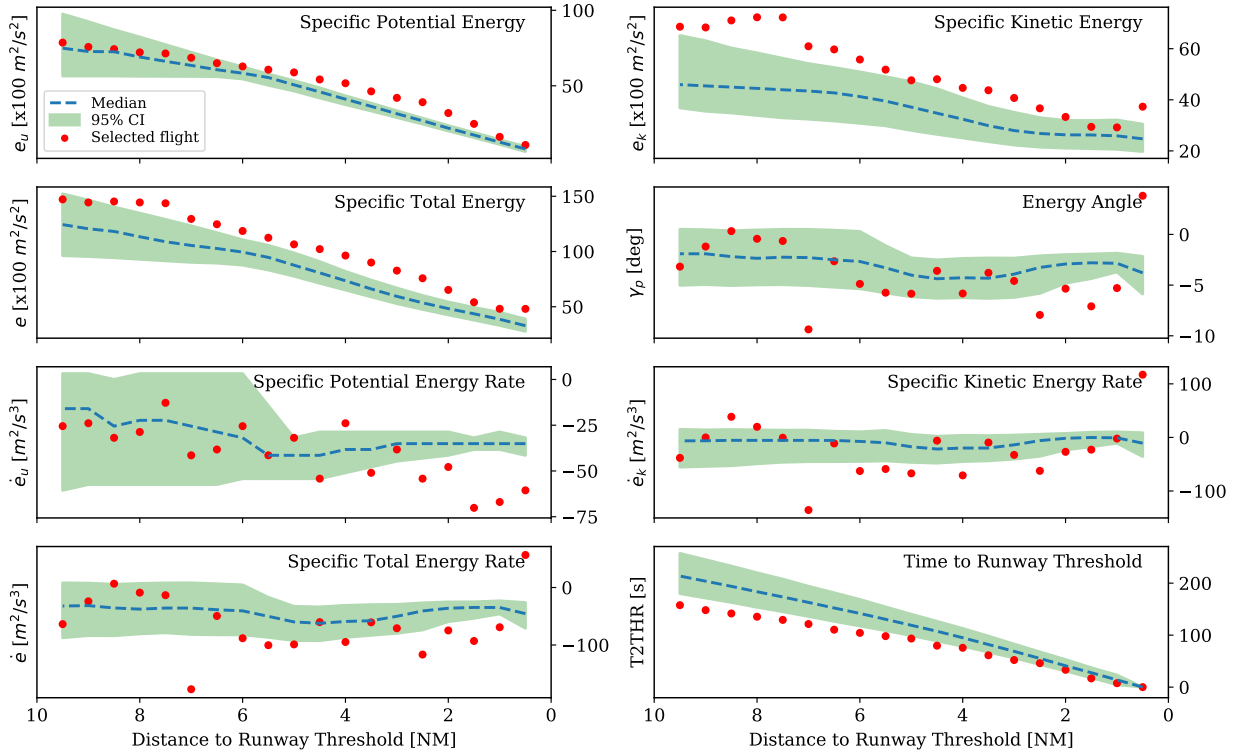 Specific Potential Energy
e_u [x100 m²/s²]
100
50
Median
95% CI
Selected flight
Specific Kinetic Energy
e_k [x100 m²/s²]
60
40
20
Specific Total Energy
e [x100 m²/s²]
150
100
50
Energy Angle
γ_p [deg]
0
−5
−10
Specific Potential Energy Rate
ė_u [m²/s³]
0
−25
−50
−75
Specific Kinetic Energy Rate
ė_k [m²/s³]
100
0
−100
Specific Total Energy Rate
ė [m²/s³]
0
−100
10 8 6 4 2 0
Distance to Runway Threshold [NM]
Time to Runway Threshold
T2THR [s]
200
100
0
10 8 6 4 2 0
Distance to Runway Threshold [NM]